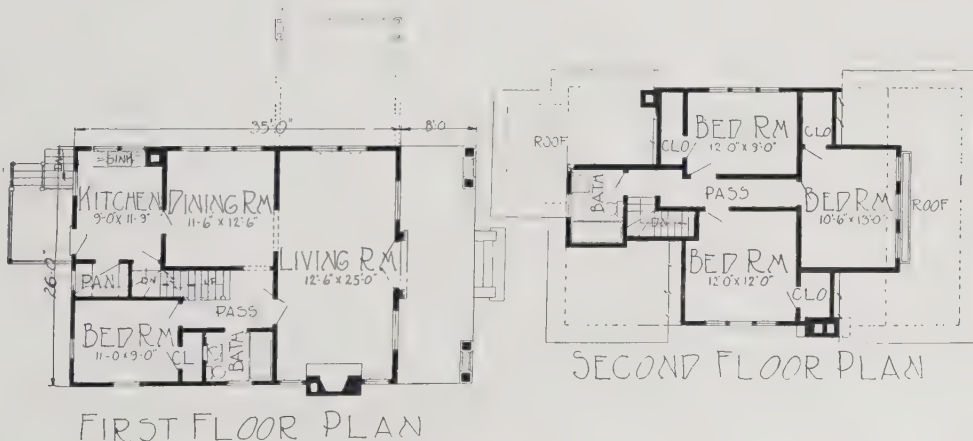 35'0"
8'0
DN
SINK
KITCHEN
9'-0" X 11'-9"
DINING RM
11'-6" X 12'6"
LIVING RM
12'-6" X 25'0"
26'0"
PAN
DN
UP
PASS
BED RM
11'-0 X 9'-0"
CL
BATH
FIRST FLOOR PLAN
ROOF
BED RM
12'0" X 9'-0"
CLO
CLO
BATH
PASS
DN
BED RM
10'-6" X 13'0"
ROOF
BED RM
12'0" X 12'0"
CLO
SECOND FLOOR PLAN